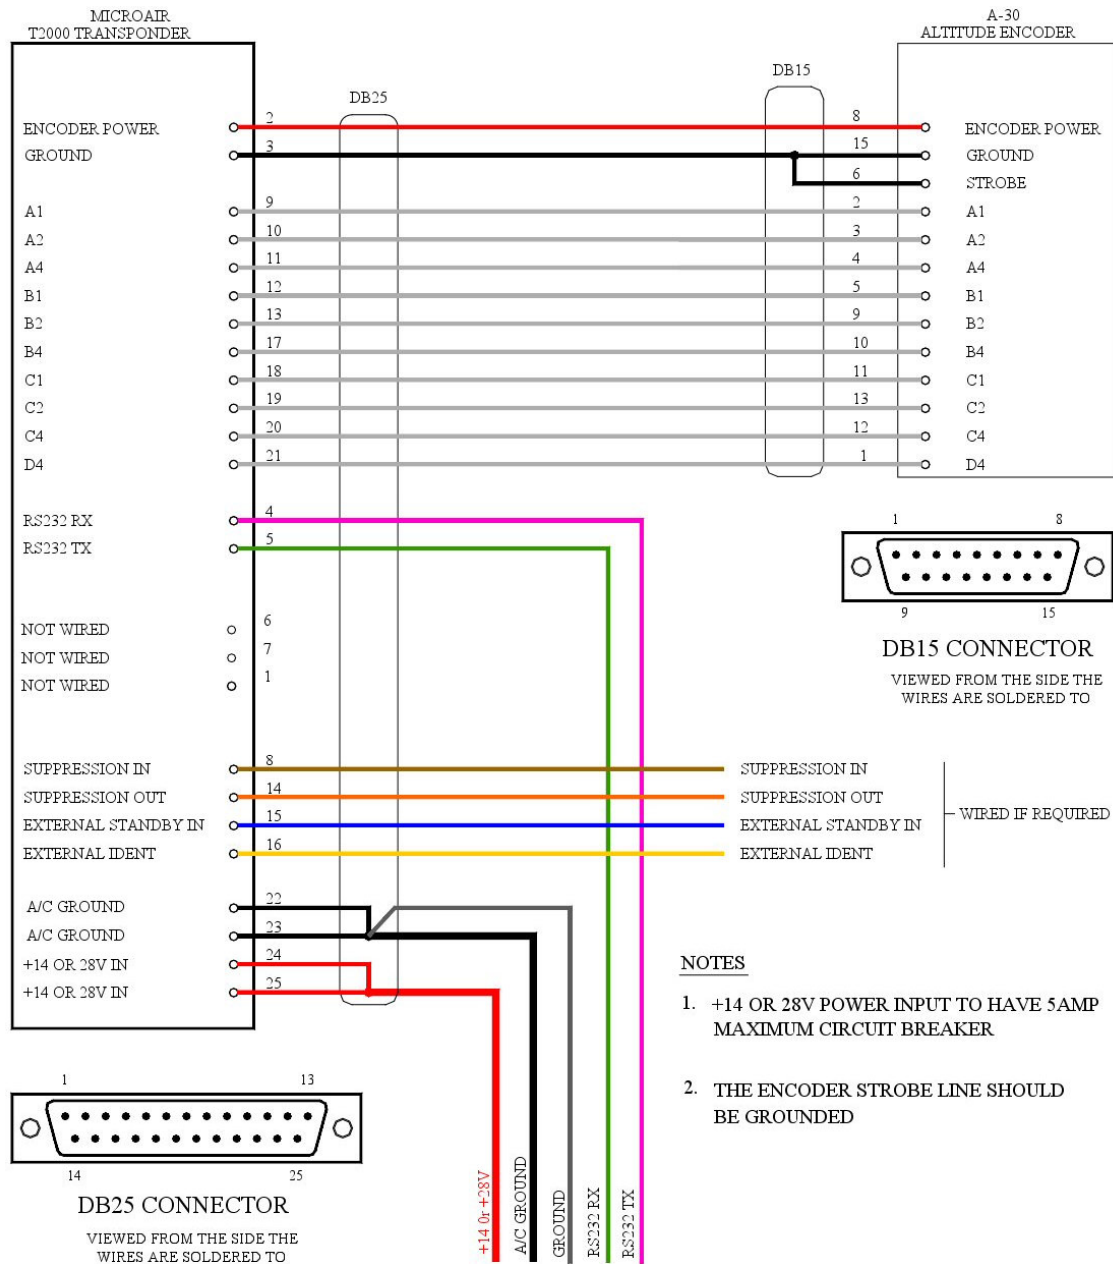 MICROAIR
T2000 TRANSPONDER
A-30
ALTITUDE ENCODER
DB25
DB15
ENCODER POWER 2 8 ENCODER POWER
GROUND 3 15 GROUND
6 STROBE
A1 9 2 A1
A2 10 3 A2
A4 11 4 A4
B1 12 5 B1
B2 13 9 B2
B4 17 10 B4
C1 18 11 C1
C2 19 13 C2
C4 20 12 C4
D4 21 1 D4
RS232 RX 4
RS232 TX 5
NOT WIRED 6
NOT WIRED 7
NOT WIRED 1
1 8
9 15
DB15 CONNECTOR
VIEWED FROM THE SIDE THE
WIRES ARE SOLDERED TO
SUPPRESSION IN 8 SUPPRESSION IN
SUPPRESSION OUT 14 SUPPRESSION OUT
EXTERNAL STANDBY IN 15 EXTERNAL STANDBY IN
EXTERNAL IDENT 16 EXTERNAL IDENT
WIRED IF REQUIRED
A/C GROUND 22
A/C GROUND 23
+14 OR 28V IN 24
+14 OR 28V IN 25
NOTES
1. +14 OR 28V POWER INPUT TO HAVE 5AMP
MAXIMUM CIRCUIT BREAKER
2. THE ENCODER STROBE LINE SHOULD
BE GROUNDED
1 13
14 25
DB25 CONNECTOR
VIEWED FROM THE SIDE THE
WIRES ARE SOLDERED TO
+14 0r +28V
A/C GROUND
GROUND
RS232 RX
RS232 TX